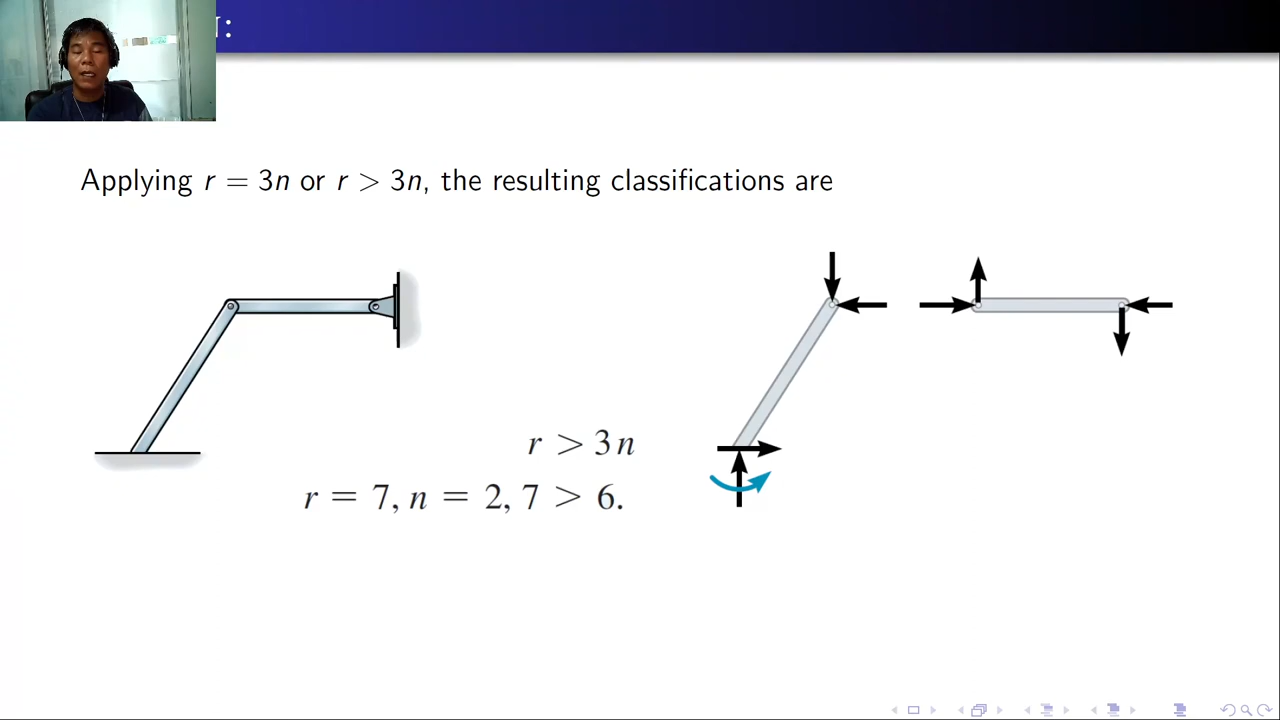 :
Applying r = 3n or r > 3n, the resulting classifications are
r > 3n
r = 7, n = 2, 7 > 6.